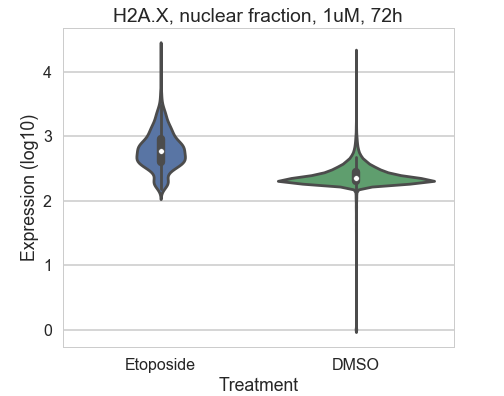 H2A.X, nuclear fraction, 1uM, 72h
Expression (log10)
4
3
2
1
0
Etoposide
DMSO
Treatment